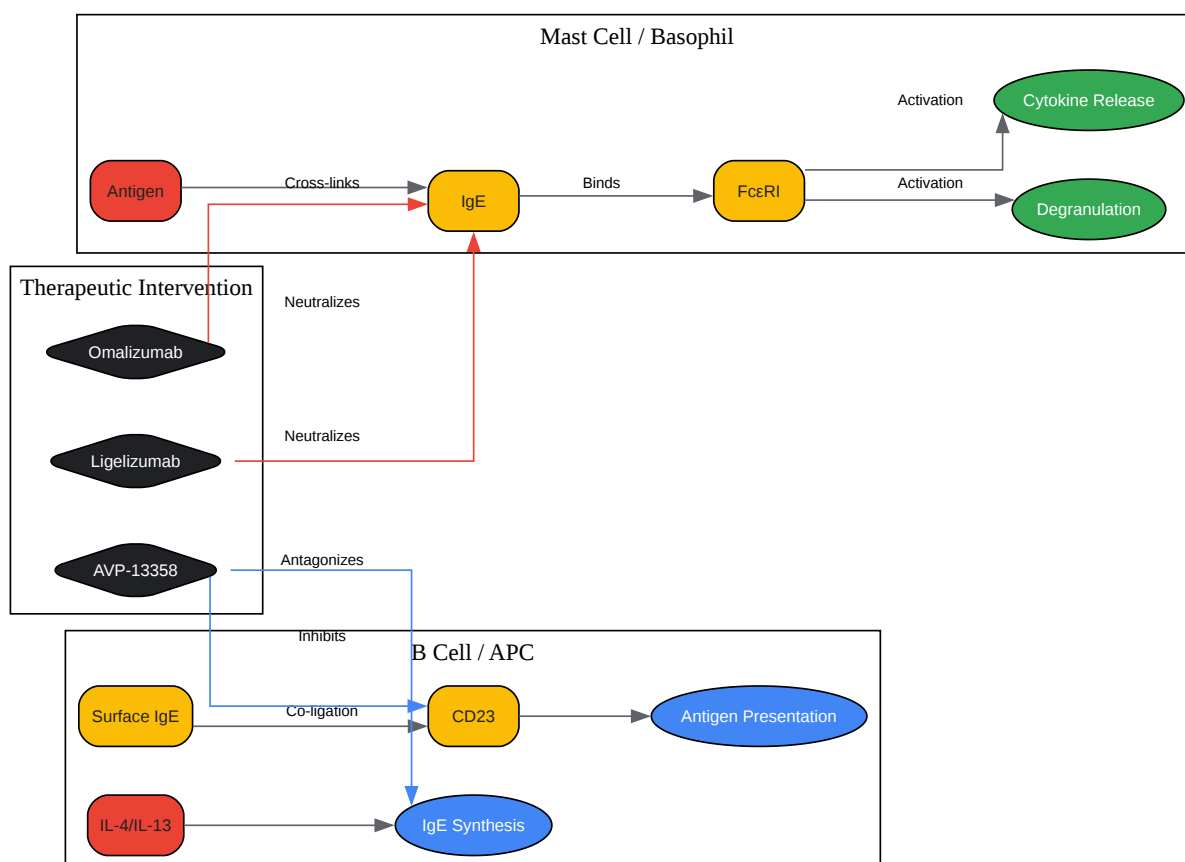 Mast Cell / Basophil
Activation
Cytokine Release
Antigen
Cross-links
IgE
Binds
FcεRI
Activation
Degranulation
Therapeutic Intervention
Neutralizes
Omalizumab
Neutralizes
Ligelizumab
Antagonizes
AVP-13358
Inhibits
B Cell / APC
Surface IgE
Co-ligation
CD23
Antigen Presentation
IL-4/IL-13
IgE Synthesis